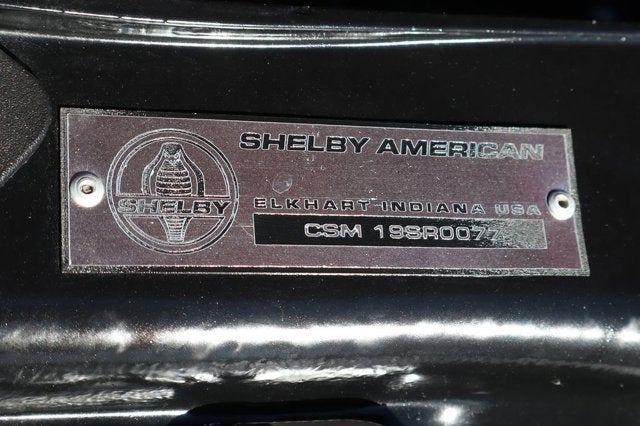 SHELBY AMERICAN
SHELBY
ELKHART INDIANA USA
CSM 19SR0077